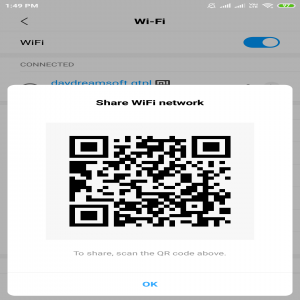 1:49 PM
Wi-Fi
WiFi
CONNECTED
daydreamsoft qtnl
Share WiFi network
To share, scan the QR code above.
OK